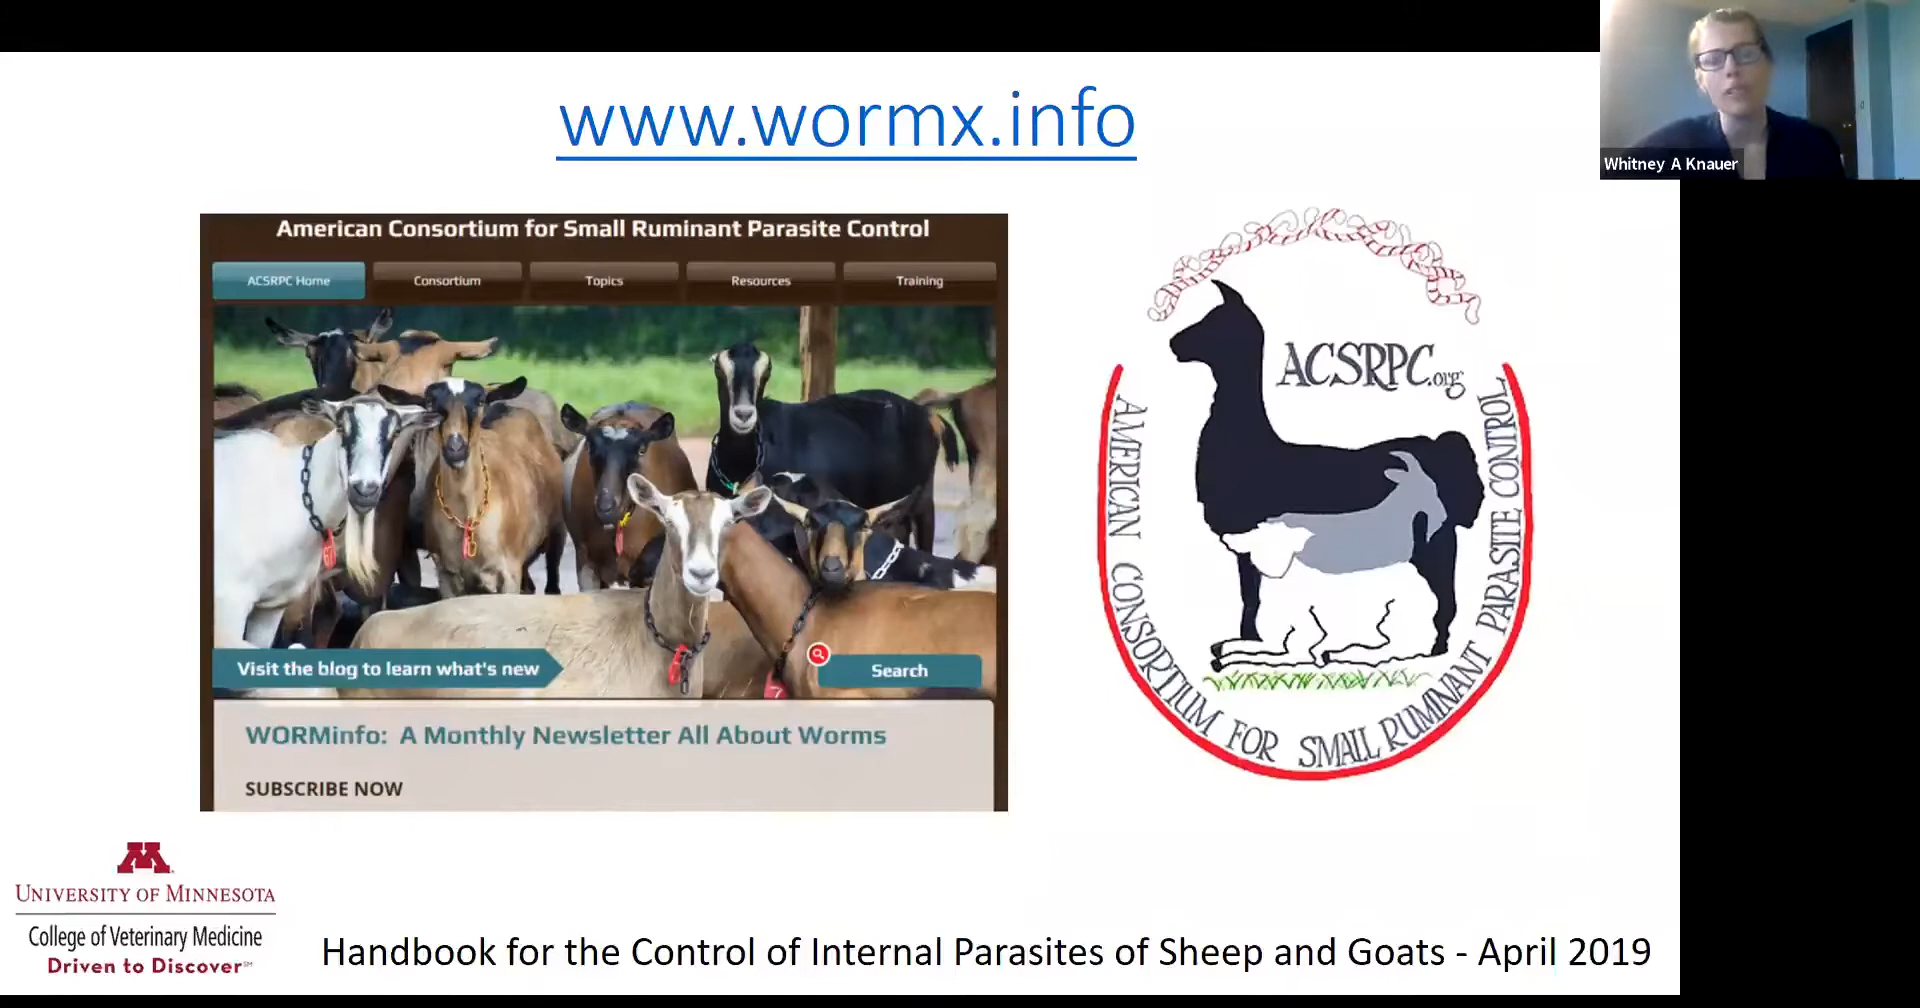 www.wormx.info
Whitney A Knauer
American Consortium for Small Ruminant Parasite Control
ACSRPC Home
Consortium
Topics
Resources
Training
Visit the blog to learn what's new
Search
WORMinfo: A Monthly Newsletter All About Worms
SUBSCRIBE NOW
ACSRPC.org
AMERICAN CONSORTIUM FOR SMALL RUMINANT PARASITE CONTROL
M
UNIVERSITY OF MINNESOTA
College of Veterinary Medicine
Driven to Discover℠
Handbook for the Control of Internal Parasites of Sheep and Goats - April 2019